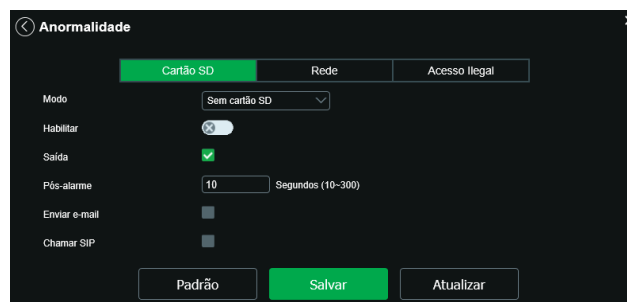 Anormalidade
Cartão SD Rede Acesso Ilegal
Modo Sem cartão SD
Habilitar
Saída
Pós-alarme 10 Segundos (10~300)
Enviar e-mail
Chamar SIP
Padrão Salvar Atualizar